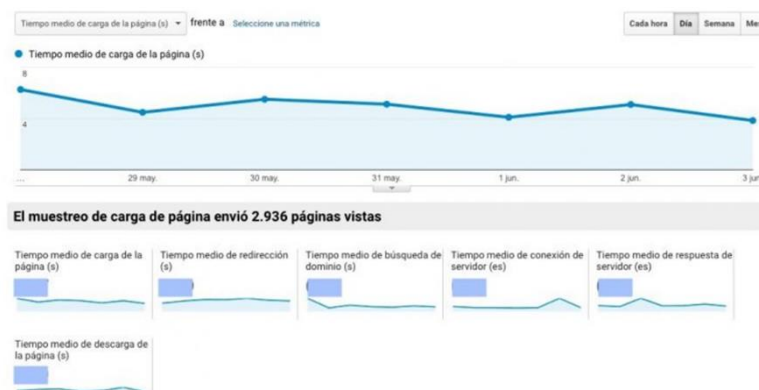 Tiempo medio de carga de la página (s) frente a Seleccione una métrica
Cada hora Día Semana
Tiempo medio de carga de la página (s)
8
4
... 29 may. 30 may. 31 may. 1 jun. 2 jun. 3 jun
El muestreo de carga de página envió 2.936 páginas vistas
Tiempo medio de carga de la
página (s)
Tiempo medio de redirección
(s)
Tiempo medio de búsqueda de
dominio (s)
Tiempo medio de conexión de
servidor (es)
Tiempo medio de respuesta de
servidor (es)
Tiempo medio de descarga de
la página (s)